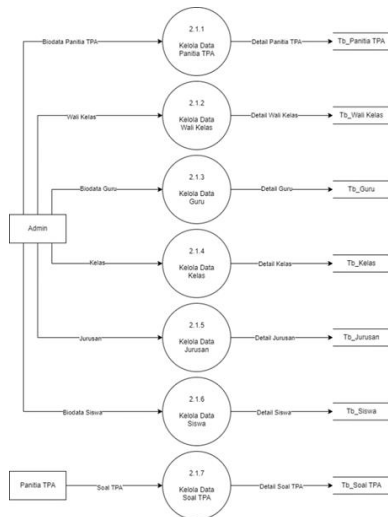 2.1.1
Kelola Data
Panitia TPA
Biodata Panitia TPA
Detail Panitia TPA
Tb_Panitia TPA
2.1.2
Kelola Data
Wali Kelas
Wali Kelas
Detail Wali Kelas
Tb_Wali Kelas
2.1.3
Kelola Data
Guru
Biodata Guru
Detail Guru
Tb_Guru
Admin
2.1.4
Kelola Data
Kelas
Kelas
Detail Kelas
Tb_Kelas
2.1.5
Kelola Data
Jurusan
Jurusan
Detail Jurusan
Tb_Jurusan
2.1.6
Kelola Data
Siswa
Biodata Siswa
Detail Siswa
Tb_Siswa
Panitia TPA
Soal TPA
2.1.7
Kelola Data
Soal TPA
Detail Soal TPA
Tb_Soal TPA